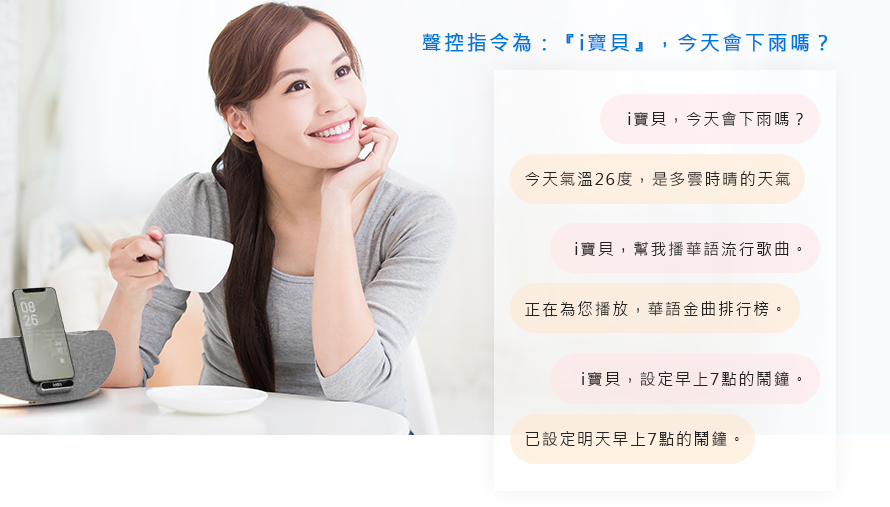 聲控指令為：『i寶貝』，今天會下雨嗎？
i寶貝，今天會下雨嗎？
今天氣溫26度，是多雲時晴的天氣
i寶貝，幫我播華語流行歌曲。
正在為您播放，華語金曲排行榜。
i寶貝，設定早上7點的鬧鐘。
已設定明天早上7點的鬧鐘。
08
26